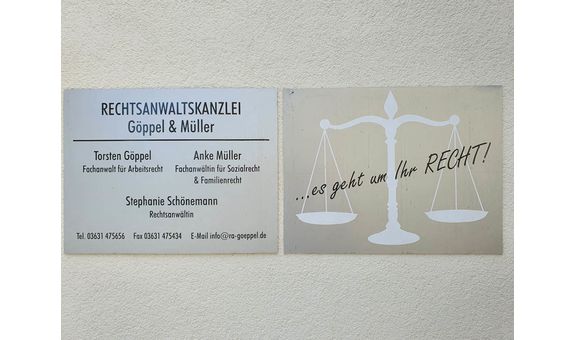 RECHTSANWALTSKANZLEI
Göppel & Müller
Torsten Göppel
Fachanwalt für Arbeitsrecht
Anke Müller
Fachanwältin für Sozialrecht
& Familienrecht
Stephanie Schönemann
Rechtsanwältin
Tel. 03631 475656 Fax 03631 475434 E-Mail info@ra-goeppel.de
...es geht um Ihr RECHT!